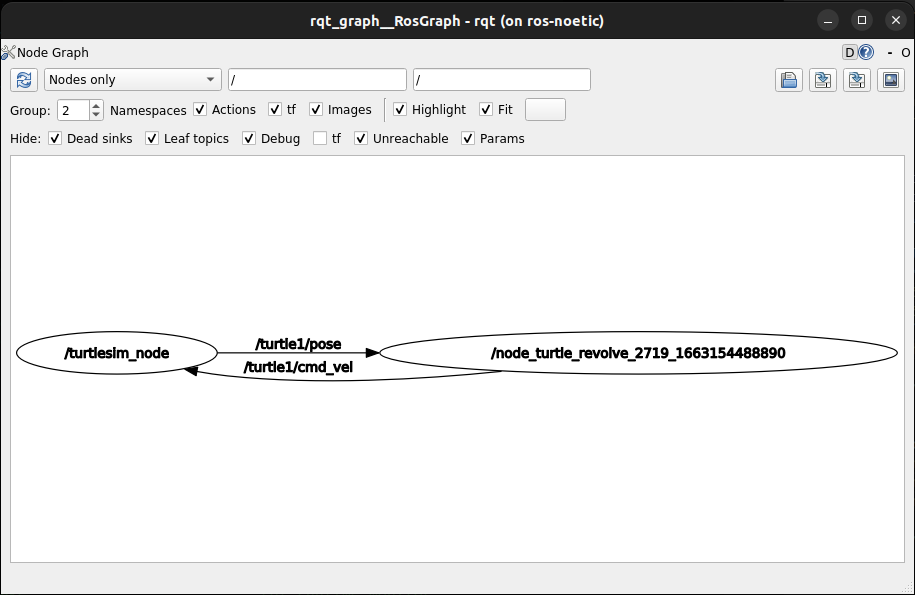 rqt_graph__RosGraph - rqt (on ros-noetic)
Node Graph D ? - O
Nodes only / /
Group: 2 Namespaces Actions tf Images Highlight Fit
Hide: Dead sinks Leaf topics Debug tf Unreachable Params
/turtle1/pose
/turtlesim_node /node_turtle_revolve_2719_1663154488890
/turtle1/cmd_vel